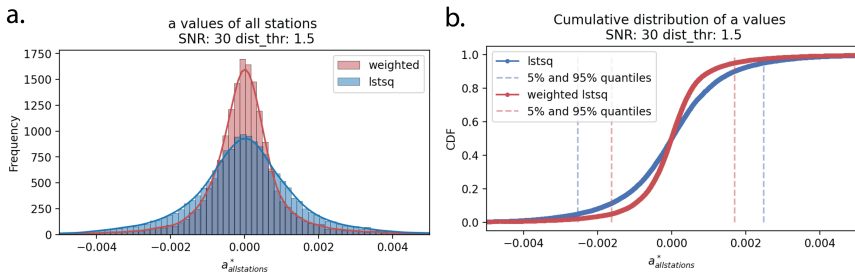 a.
a values of all stations
SNR: 30 dist_thr: 1.5
1750
1500
1250
1000
750
500
250
0
Frequency
weighted
lstsq
−0.004
−0.002
0.000
0.002
0.004
a*allstations
b.
Cumulative distribution of a values
SNR: 30 dist_thr: 1.5
1.0
0.8
0.6
0.4
0.2
0.0
CDF
lstsq
5% and 95% quantiles
weighted lstsq
5% and 95% quantiles
−0.004
−0.002
0.000
0.002
0.004
a*allstations